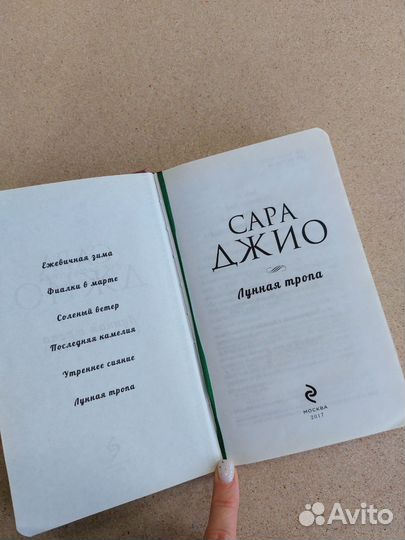 Ежевичная зима
Фиалки в марте
Соленый ветер
Последняя камелия
Утреннее сияние
Лунная тропа
САРА
ДЖИО
Лунная тропа
МОСКВА
2017
Avito